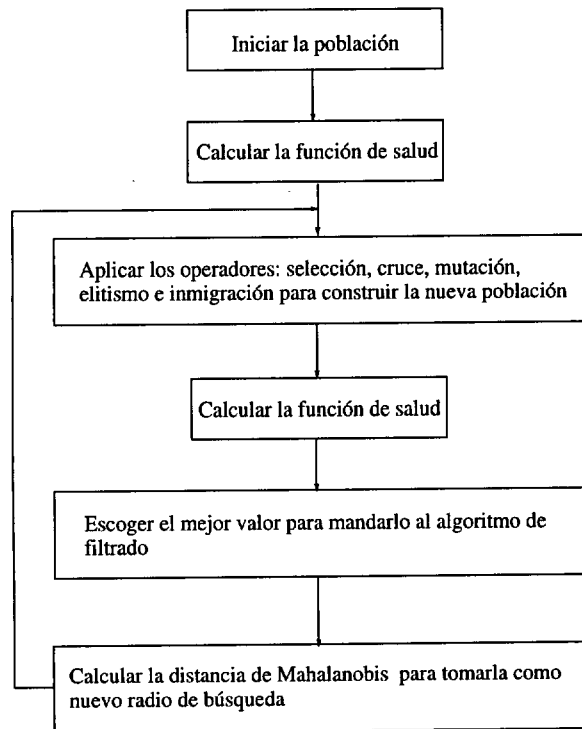 Iniciar la población
Calcular la función de salud
Aplicar los operadores: selección, cruce, mutación,
elitismo e inmigración para construir la nueva población
Calcular la función de salud
Escoger el mejor valor para mandarlo al algoritmo de
filtrado
Calcular la distancia de Mahalanobis para tomarla como
nuevo radio de búsqueda